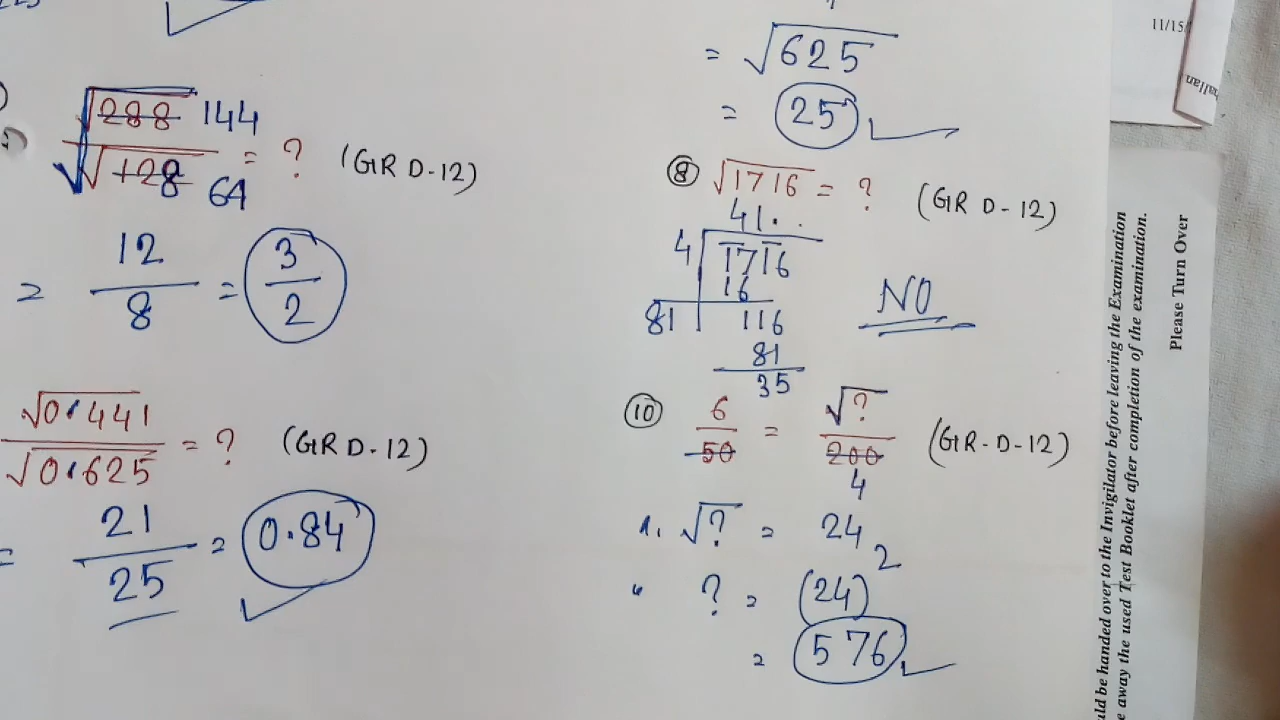 √288 144
√128 64 = ? (GR D-12)
= 12/8 = 3/2
√0.441
√0.625 = ? (GR D-12)
= 21/25 = 0.84
= √625
= 25
8 √1716 = ? (GR D-12)
41..
4 1716
16
81 116
81
35
NO
10 6/50 = √?/200 (GR-D-12)
4
√? = 24
? = (24)2
= 576
11/15/
hallan
uld be handed over to the Invigilator before leaving the Examination
e away the used Test Booklet after completion of the examination.
Please Turn Over